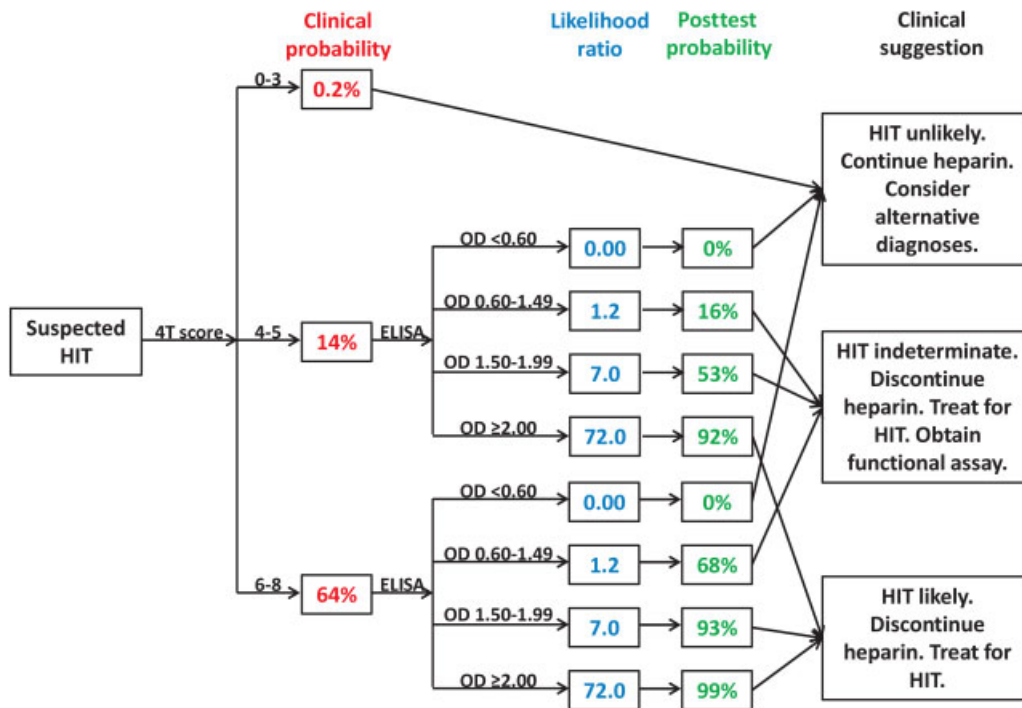 Clinical
probability
Likelihood
ratio
Posttest
probability
Clinical
suggestion
0-3
0.2%
HIT unlikely.
Continue heparin.
Consider
alternative
diagnoses.
OD <0.60
0.00
0%
OD 0.60-1.49
1.2
16%
Suspected
HIT
4T score
4-5
14%
ELISA
OD 1.50-1.99
7.0
53%
OD ≥2.00
72.0
92%
HIT indeterminate.
Discontinue
heparin. Treat for
HIT. Obtain
functional assay.
OD <0.60
0.00
0%
OD 0.60-1.49
1.2
68%
6-8
64%
ELISA
OD 1.50-1.99
7.0
93%
OD ≥2.00
72.0
99%
HIT likely.
Discontinue
heparin. Treat for
HIT.